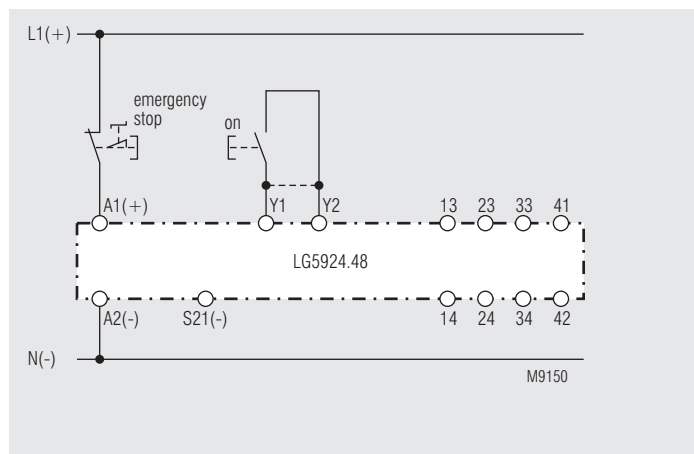 L1(+)
emergency
stop
on
A1(+) Y1 Y2 13 23 33 41
LG5924.48
A2(-) S21(-) 14 24 34 42
N(-)
M9150